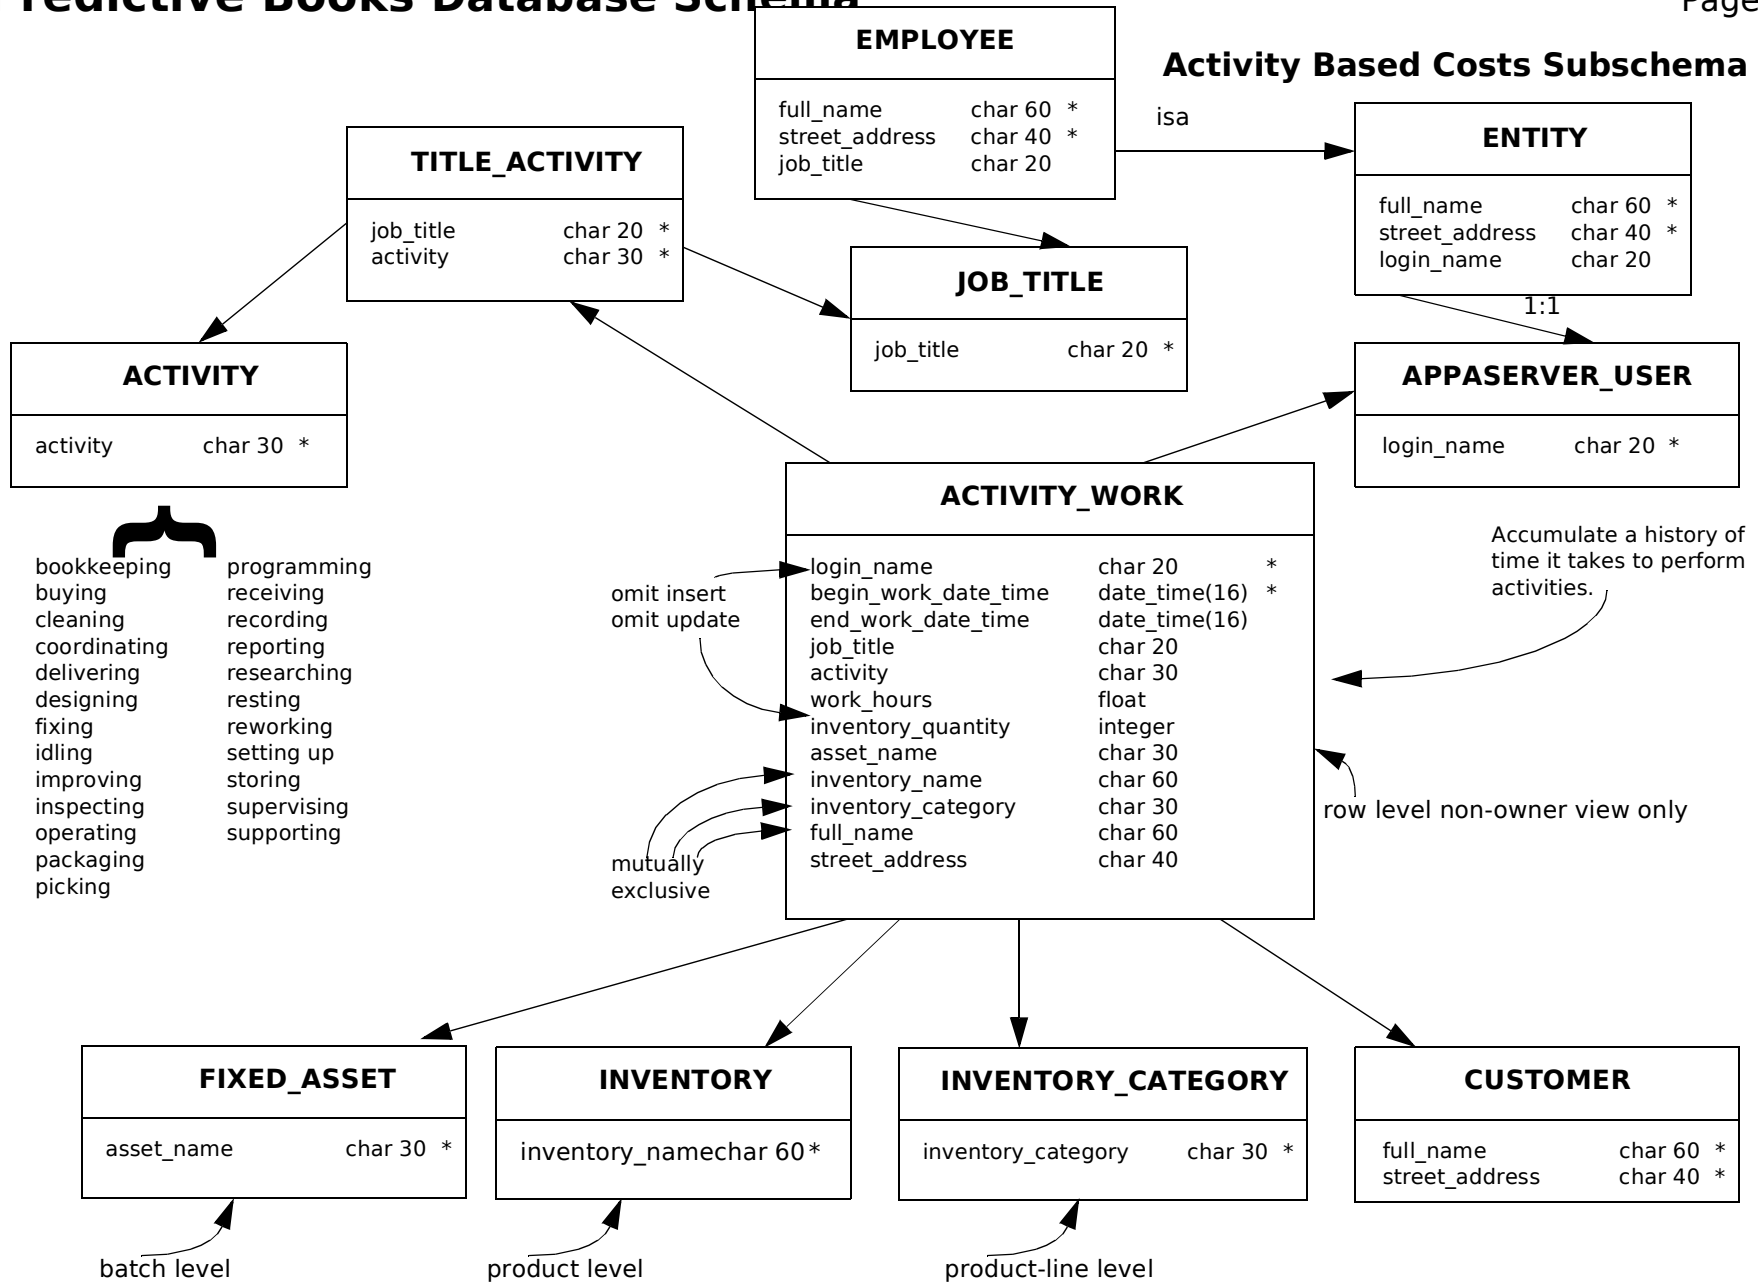 redictive Books Database Schema
Page
Activity Based Costs Subschema
EMPLOYEE
full_name char 60 *
street_address char 40 *
job_title char 20
isa
ENTITY
full_name char 60 *
street_address char 40 *
login_name char 20
1:1
TITLE_ACTIVITY
job_title char 20 *
activity char 30 *
JOB_TITLE
job_title char 20 *
ACTIVITY
activity char 30 *
APPASERVER_USER
login_name char 20 *
bookkeeping programming
buying receiving
cleaning recording
coordinating reporting
delivering researching
designing resting
fixing reworking
idling setting up
improving storing
inspecting supervising
operating supporting
packaging
picking
omit insert
omit update
mutually
exclusive
ACTIVITY_WORK
login_name char 20 *
begin_work_date_time date_time(16) *
end_work_date_time date_time(16)
job_title char 20
activity char 30
work_hours float
inventory_quantity integer
asset_name char 30
inventory_name char 60
inventory_category char 30
full_name char 60
street_address char 40
Accumulate a history of
time it takes to perform
activities.
row level non-owner view only
FIXED_ASSET
asset_name char 30 *
batch level
INVENTORY
inventory_namechar 60 *
product level
INVENTORY_CATEGORY
inventory_category char 30 *
product-line level
CUSTOMER
full_name char 60 *
street_address char 40 *